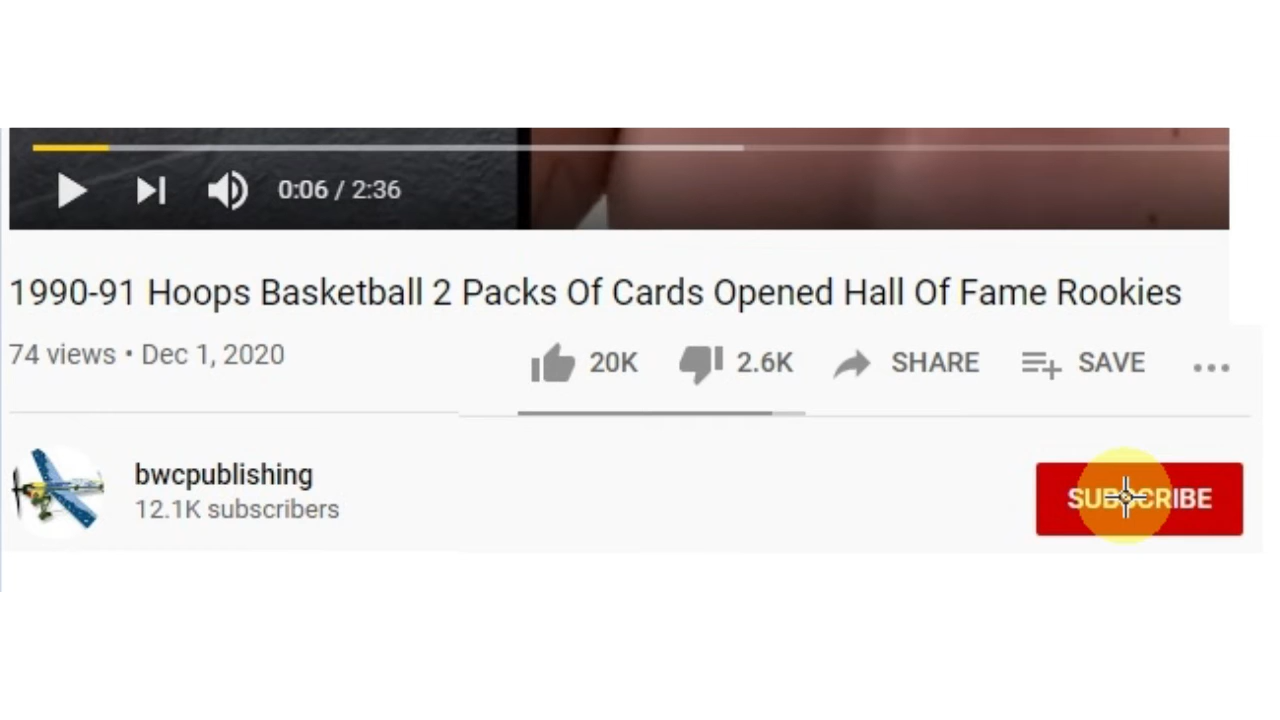 0:06 / 2:36
1990-91 Hoops Basketball 2 Packs Of Cards Opened Hall Of Fame Rookies
74 views • Dec 1, 2020
20K 2.6K SHARE SAVE
bwcpublishing
12.1K subscribers
SUBSCRIBE